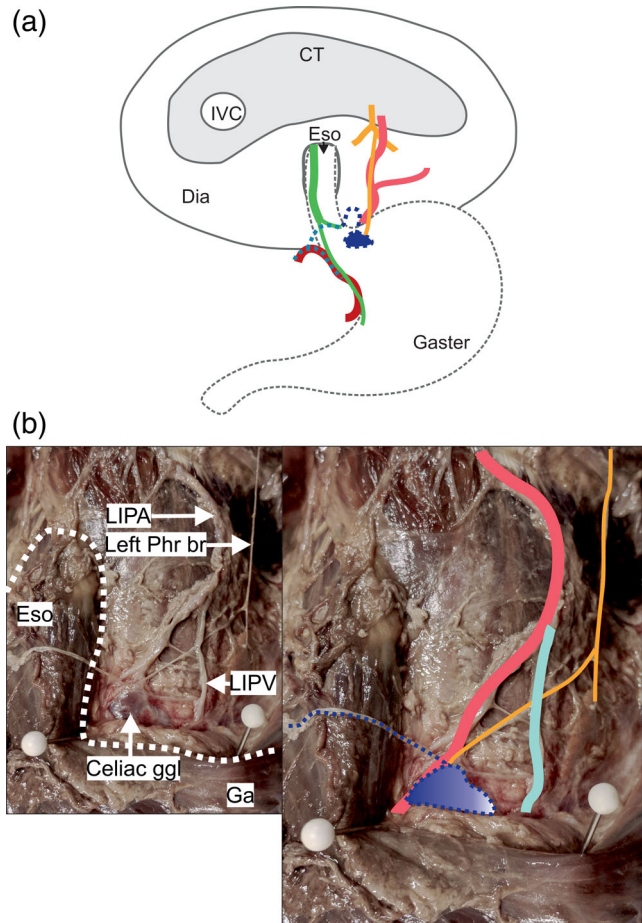 (a)
CT
IVC
Eso
Dia
Gaster
(b)
LIPA
Left Phr br
Eso
LIPV
Celiac ggl
Ga